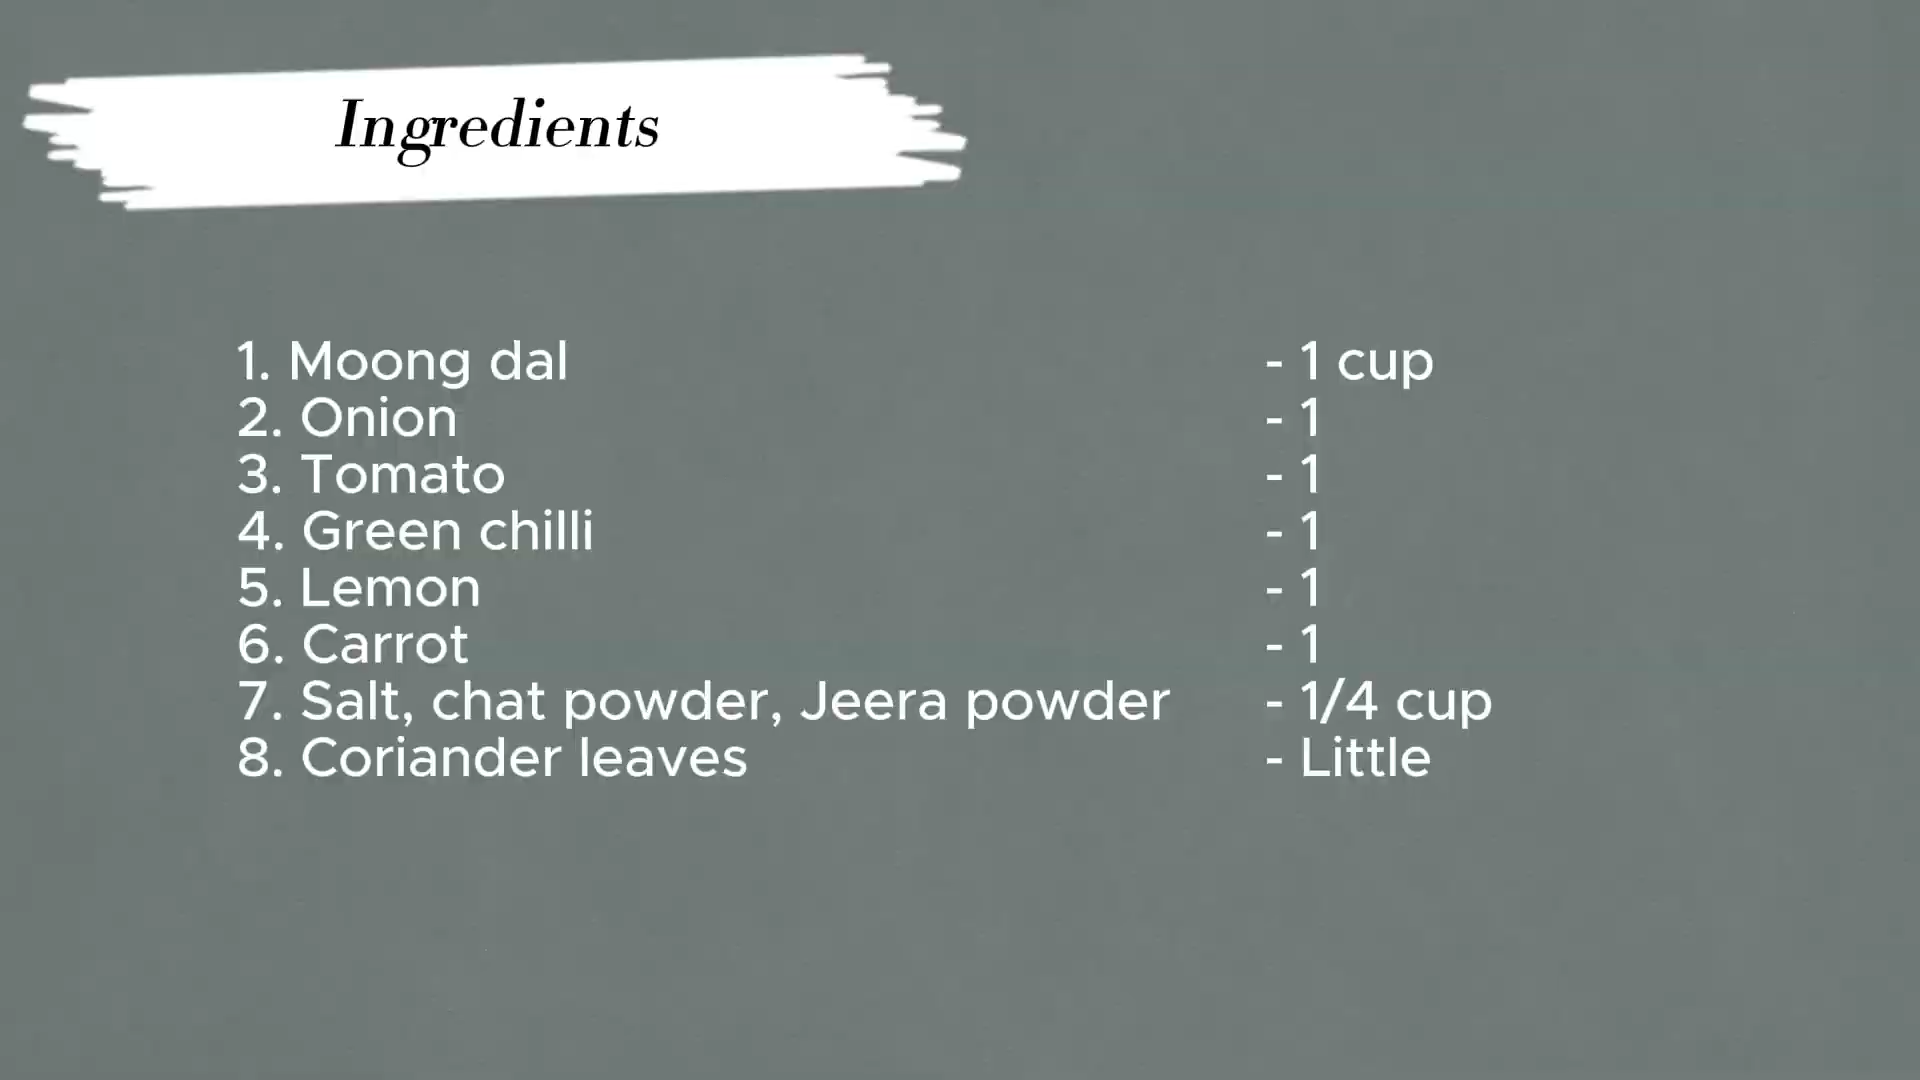 Ingredients
1. Moong dal - 1 cup
2. Onion - 1
3. Tomato - 1
4. Green chilli - 1
5. Lemon - 1
6. Carrot - 1
7. Salt, chat powder, Jeera powder - 1/4 cup
8. Coriander leaves - Little